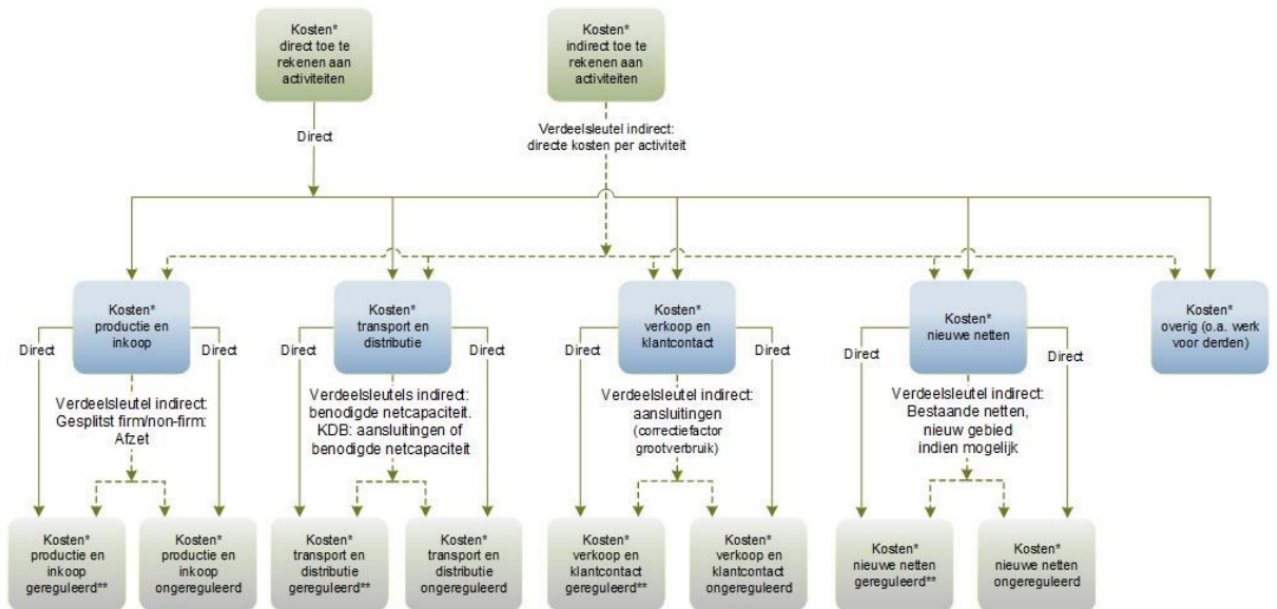 Kosten*
direct toe te
rekenen aan
activiteiten
Kosten*
indirect toe te
rekenen aan
activiteiten
Direct
Verdeelsleutel indirect:
directe kosten per activiteit
Kosten*
productie en
inkoop
Kosten*
transport en
distributie
Kosten*
verkoop en
klantcontact
Kosten*
nieuwe netten
Kosten*
overig (o.a. werk
voor derden)
Direct
Direct
Direct
Direct
Direct
Direct
Direct
Direct
Verdeelsleutel indirect:
Gesplitst firm/non-firm:
Afzet
Verdeelsleutels indirect:
benodigde netcapaciteit.
KDB: aansluitingen of
benodigde netcapaciteit
Verdeelsleutel indirect:
aansluitingen
(correctiefactor
grootverbruik)
Verdeelsleutel indirect:
Bestaande netten,
nieuw gebied
indien mogelijk
Kosten*
productie en
inkoop
gereguleerd**
Kosten*
productie en
inkoop
ongereguleerd
Kosten*
transport en
distributie
gereguleerd**
Kosten*
transport en
distributie
ongereguleerd
Kosten*
verkoop en
klantcontact
gereguleerd**
Kosten*
verkoop en
klantcontact
ongereguleerd
Kosten*
nieuwe netten
gereguleerd**
Kosten*
nieuwe netten
ongereguleerd